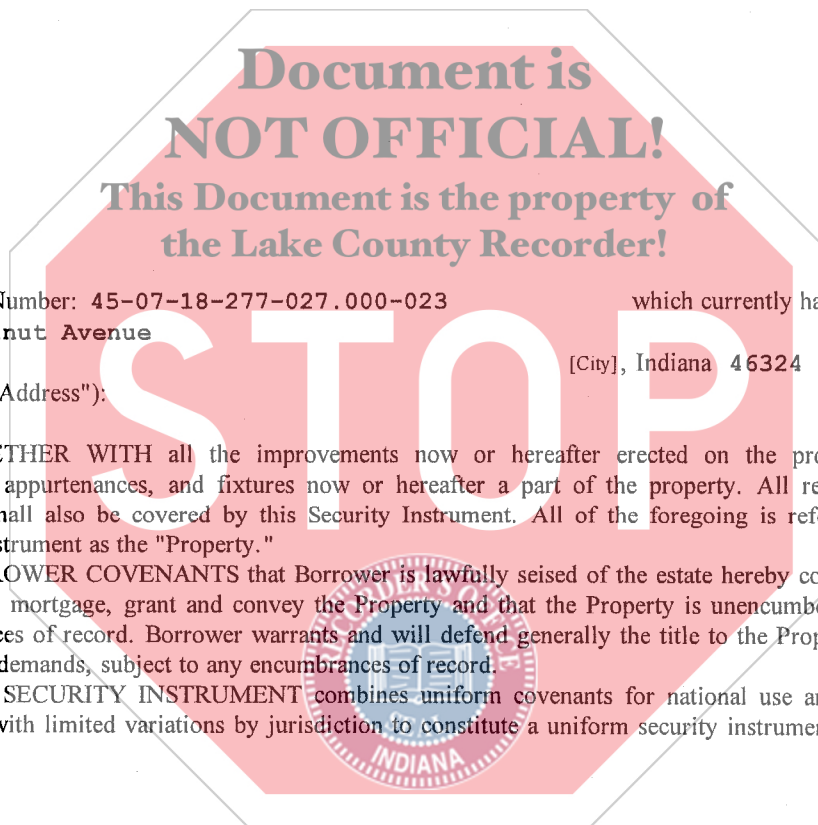 Document is
NOT OFFICIAL!
This Document is the property of
the Lake County Recorder!
Number: 45-07-18-277-027.000-023 which currently ha
nut Avenue
[City], Indiana 46324
Address"):
STOP
ETHER WITH all the improvements now or hereafter erected on the pro
appurtenances, and fixtures now or hereafter a part of the property. All re
hall also be covered by this Security Instrument. All of the foregoing is refe
strument as the "Property."
ROWER COVENANTS that Borrower is lawfully seised of the estate hereby co
mortgage, grant and convey the Property and that the Property is unencumbe
ces of record. Borrower warrants and will defend generally the title to the Prop
demands, subject to any encumbrances of record.
SECURITY INSTRUMENT combines uniform covenants for national use a
with limited variations by jurisdiction to constitute a uniform security instrumen
RECORDER'S OFFICE
INDIANA